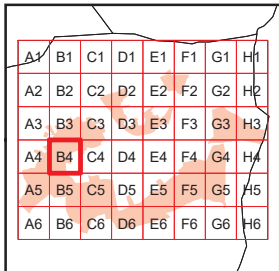 A1 B1 C1 D1 E1 F1 G1 H1
A2 B2 C2 D2 E2 F2 G2 H2
A3 B3 C3 D3 E3 F3 G3 H3
A4 B4 C4 D4 E4 F4 G4 H4
A5 B5 C5 D5 E5 F5 G5 H5
A6 B6 C6 D6 E6 F6 G6 H6